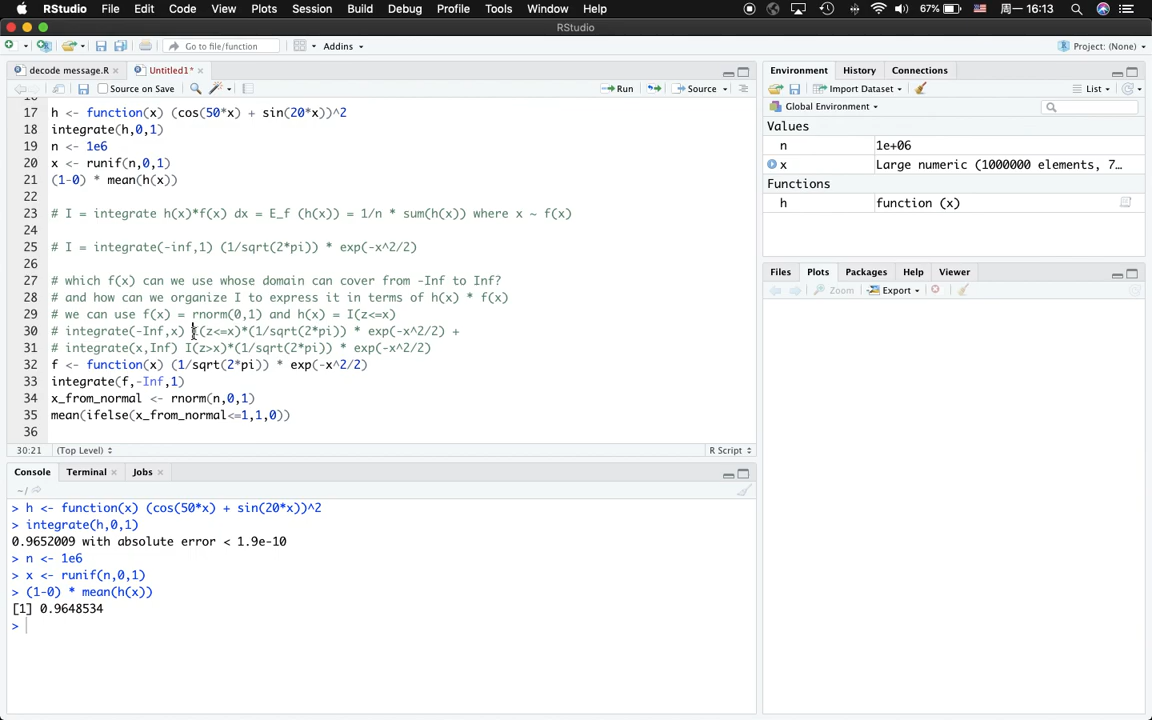 RStudio File Edit Code View Plots Session Build Debug Profile Tools Window Help 67% 周一 16:13
RStudio
Go to file/function Addins Project: (None)
decode message.R Untitled1*
Source on Save Run Source
16
17 h <- function(x) (cos(50*x) + sin(20*x))^2
18 integrate(h,0,1)
19 n <- 1e6
20 x <- runif(n,0,1)
21 (1-0) * mean(h(x))
22
23 # I = integrate h(x)*f(x) dx = E_f (h(x)) = 1/n * sum(h(x)) where x ~ f(x)
24
25 # I = integrate(-inf,1) (1/sqrt(2*pi)) * exp(-x^2/2)
26
27 # which f(x) can we use whose domain can cover from -Inf to Inf?
28 # and how can we organize I to express it in terms of h(x) * f(x)
29 # we can use f(x) = rnorm(0,1) and h(x) = I(z<=x)
30 # integrate(-Inf,x) I(z<=x)*(1/sqrt(2*pi)) * exp(-x^2/2) +
31 # integrate(x,Inf) I(z>x)*(1/sqrt(2*pi)) * exp(-x^2/2)
32 f <- function(x) (1/sqrt(2*pi)) * exp(-x^2/2)
33 integrate(f,-Inf,1)
34 x_from_normal <- rnorm(n,0,1)
35 mean(ifelse(x_from_normal<=1,1,0))
36
30:21 (Top Level) R Script
Console Terminal Jobs
~/
> h <- function(x) (cos(50*x) + sin(20*x))^2
> integrate(h,0,1)
0.9652009 with absolute error < 1.9e-10
> n <- 1e6
> x <- runif(n,0,1)
> (1-0) * mean(h(x))
[1] 0.9648534
>
Environment History Connections
Import Dataset List
Global Environment
Values
n 1e+06
x Large numeric (1000000 elements, 7…
Functions
h function (x)
Files Plots Packages Help Viewer
Zoom Export